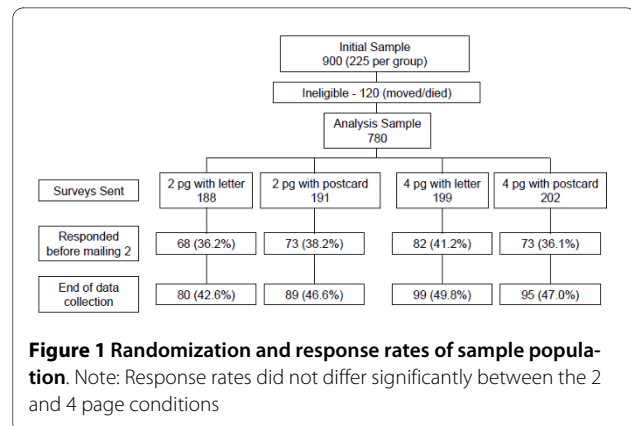 Initial Sample
900 (225 per group)
Ineligible - 120 (moved/died)
Analysis Sample
780
Surveys Sent
2 pg with letter
188
2 pg with postcard
191
4 pg with letter
199
4 pg with postcard
202
Responded
before mailing 2
68 (36.2%)
73 (38.2%)
82 (41.2%)
73 (36.1%)
End of data
collection
80 (42.6%)
89 (46.6%)
99 (49.8%)
95 (47.0%)
Figure 1 Randomization and response rates of sample popula-
tion. Note: Response rates did not differ significantly between the 2
and 4 page conditions